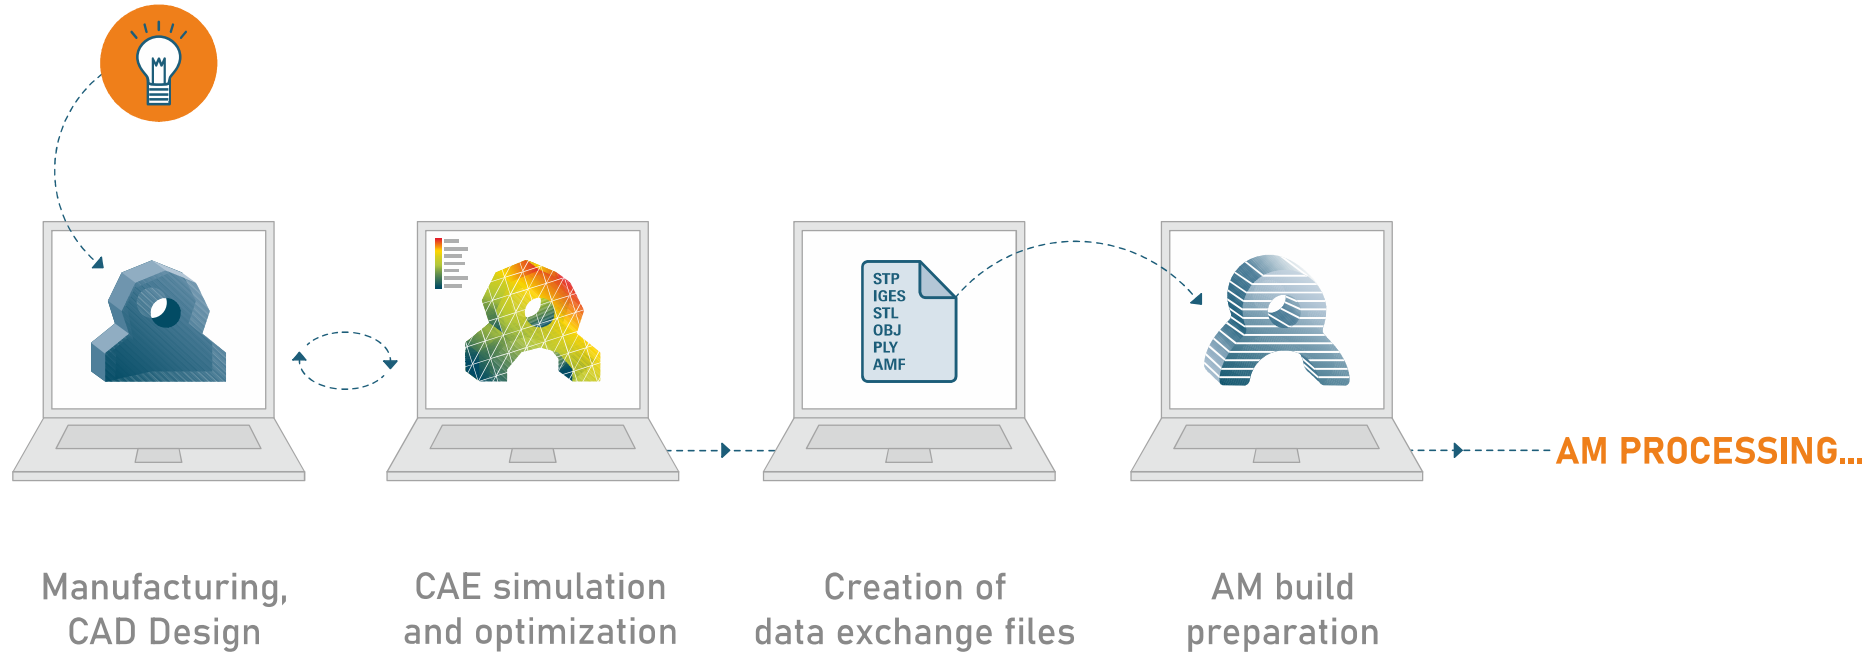 STP
IGES
STL
OBJ
PLY
AMF
AM PROCESSING...
Manufacturing,
CAD Design
CAE simulation
and optimization
Creation of
data exchange files
AM build
preparation